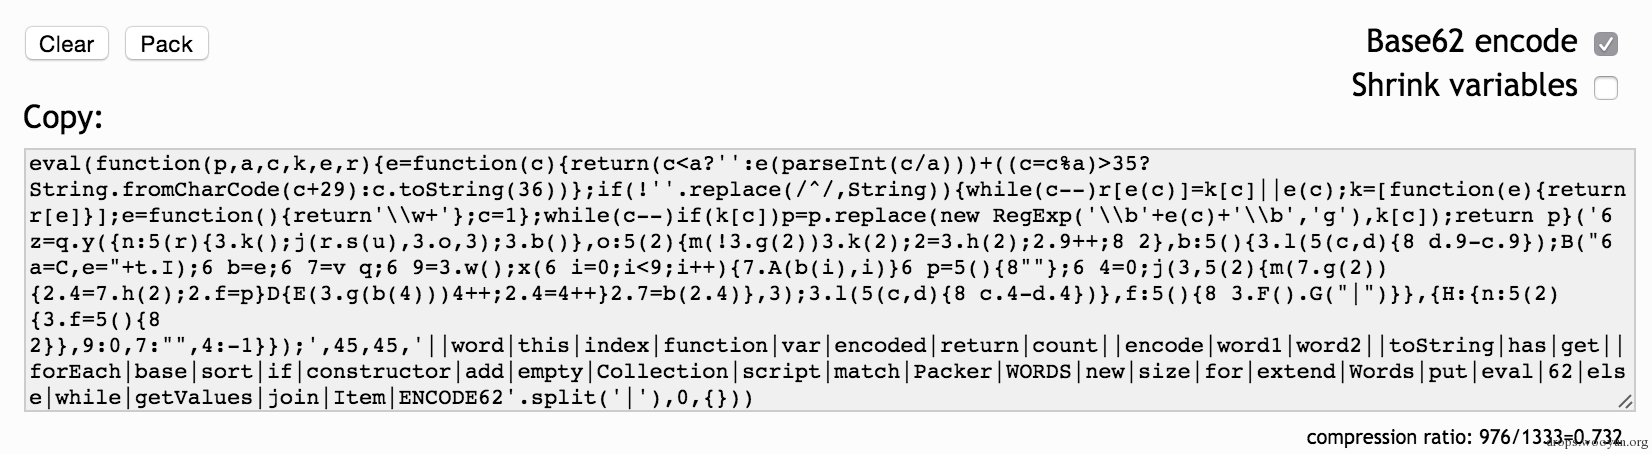 Clear Pack Base62 encode
Shrink variables
Copy:
eval(function(p,a,c,k,e,r){e=function(c){return(c<a?'':e(parseInt(c/a)))+((c=c%a)>35?
String.fromCharCode(c+29):c.toString(36))};if(!''.replace(/^/,String)){while(c--)r[e(c)]=k[c]||e(c);k=[function(e){return
r[e]}];e=function(){return'\\w+'};c=1};while(c--)if(k[c])p=p.replace(new RegExp('\\b'+e(c)+'\\b','g'),k[c]);return p}('6
z=q.y({n:5(r){3.k();j(r.s(u),3.o,3);3.b()},o:5(2){m(!3.g(2))3.k(2);2=3.h(2);2.9++;8 2},b:5(){3.l(5(c,d){8 d.9-c.9});B("6
a=C,e="+t.I);6 b=e;6 7=v q;6 9=3.w();x(6 i=0;i<9;i++){7.A(b(i),i)}6 p=5(){8""};6 4=0;j(3,5(2){m(7.g(2))
{2.4=7.h(2);2.f=p}D{E(3.g(b(4)))4++;2.4=4++}2.7=b(2.4)},3);3.l(5(c,d){8 c.4-d.4})},f:5(){8 3.F().G("|")}},{H:{n:5(2)
{3.f=5(){8
2}},9:0,7:"",4:-1}});',45,45,'||word|this|index|function|var|encoded|return|count||encode|word1|word2||toString|has|get||
forEach|base|sort|if|constructor|add|empty|Collection|script|match|Packer|WORDS|new|size|for|extend|Words|put|eval|62|els
e|while|getValues|join|Item|ENCODE62'.split('|'),0,{}))
compression ratio: 976/1333=0.732
drops.wooyun.org